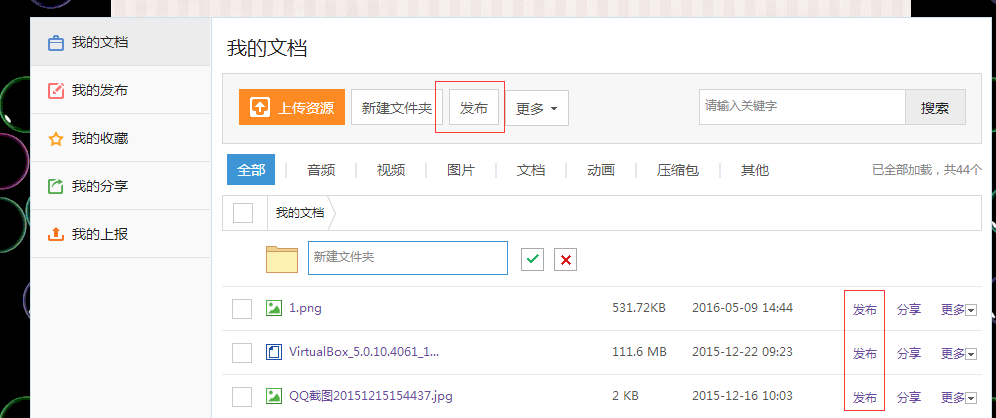 我的文档
我的发布
我的收藏
我的分享
我的上报
我的文档
上传资源 新建文件夹 发布 更多 请输入关键字 搜索
全部 音频 视频 图片 文档 动画 压缩包 其他 已全部加载，共44个
我的文档
新建文件夹
1.png 531.72KB 2016-05-09 14:44 发布 分享 更多
VirtualBox_5.0.10.4061_1... 111.6 MB 2015-12-22 09:23 发布 分享 更多
QQ截图20151215154437.jpg 2 KB 2015-12-16 10:03 发布 分享 更多